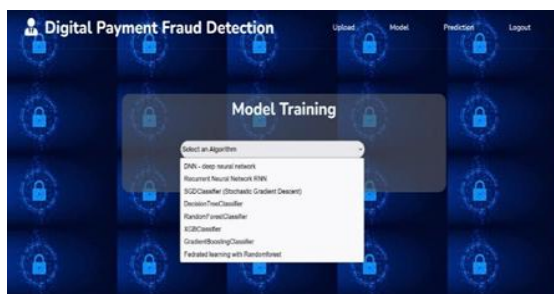 Digital Payment Fraud Detection
Upload Model Prediction Logout
Model Training
Select an Algorithm
DNN - deep neural network
Recurrent Neural Network RNN
SGDClassifier (Stochastic Gradient Descent)
DecisionTreeClassifier
RandomForestClassifier
XGBClassifier
GradientBoostingClassifier
Fedrated learning with Randomforest